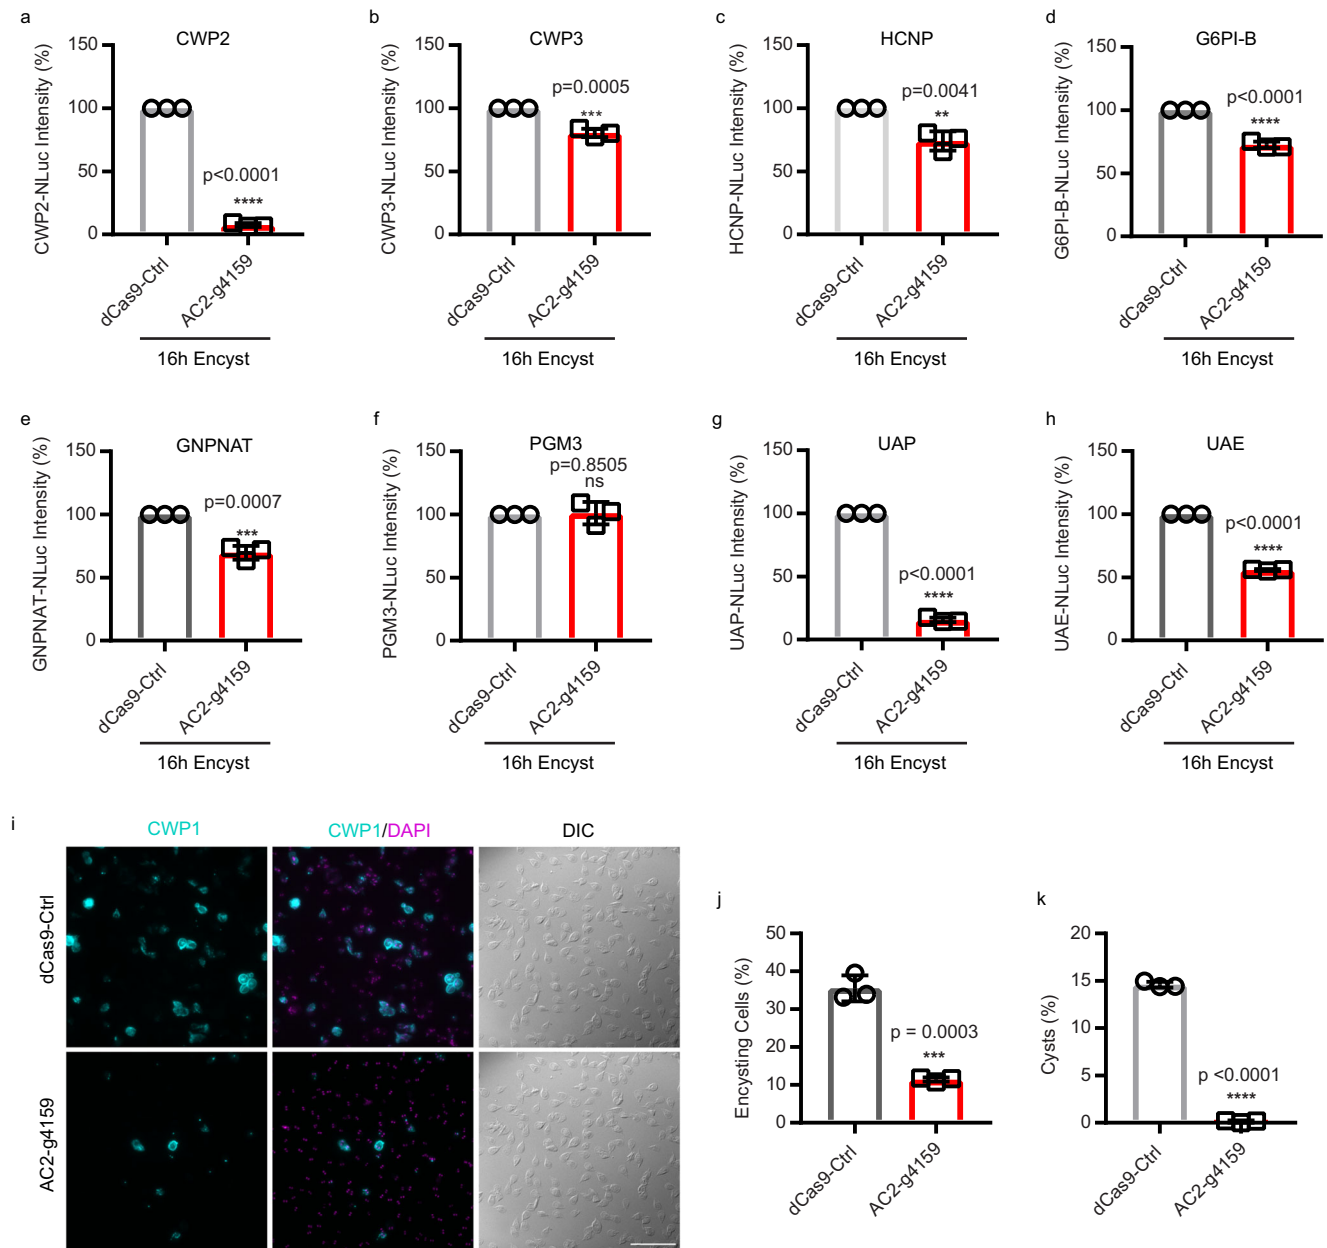 a
CWP2
CWP2-NLuc Intensity (%)
150
100
50
0
p<0.0001
****
dCas9-Ctrl
AC2-g4159
16h Encyst
b
CWP3
CWP3-NLuc Intensity (%)
150
100
50
0
p=0.0005
***
dCas9-Ctrl
AC2-g4159
16h Encyst
c
HCNP
HCNP-NLuc Intensity (%)
150
100
50
0
p=0.0041
**
dCas9-Ctrl
AC2-g4159
16h Encyst
d
G6PI-B
G6PI-B-NLuc Intensity (%)
150
100
50
0
p<0.0001
****
dCas9-Ctrl
AC2-g4159
16h Encyst
e
GNPNAT
GNPNAT-NLuc Intensity (%)
150
100
50
0
p=0.0007
***
dCas9-Ctrl
AC2-g4159
16h Encyst
f
PGM3
PGM3-NLuc Intensity (%)
150
100
50
0
p=0.8505
ns
dCas9-Ctrl
AC2-g4159
16h Encyst
g
UAP
UAP-NLuc Intensity (%)
150
100
50
0
p<0.0001
****
dCas9-Ctrl
AC2-g4159
16h Encyst
h
UAE
UAE-NLuc Intensity (%)
150
100
50
0
p<0.0001
****
dCas9-Ctrl
AC2-g4159
16h Encyst
i
CWP1
CWP1/DAPI
DIC
dCas9-Ctrl
AC2-g4159
j
Encysting Cells (%)
50
40
30
20
10
0
p = 0.0003
***
dCas9-Ctrl
AC2-g4159
k
Cysts (%)
20
15
10
5
0
p <0.0001
****
dCas9-Ctrl
AC2-g4159